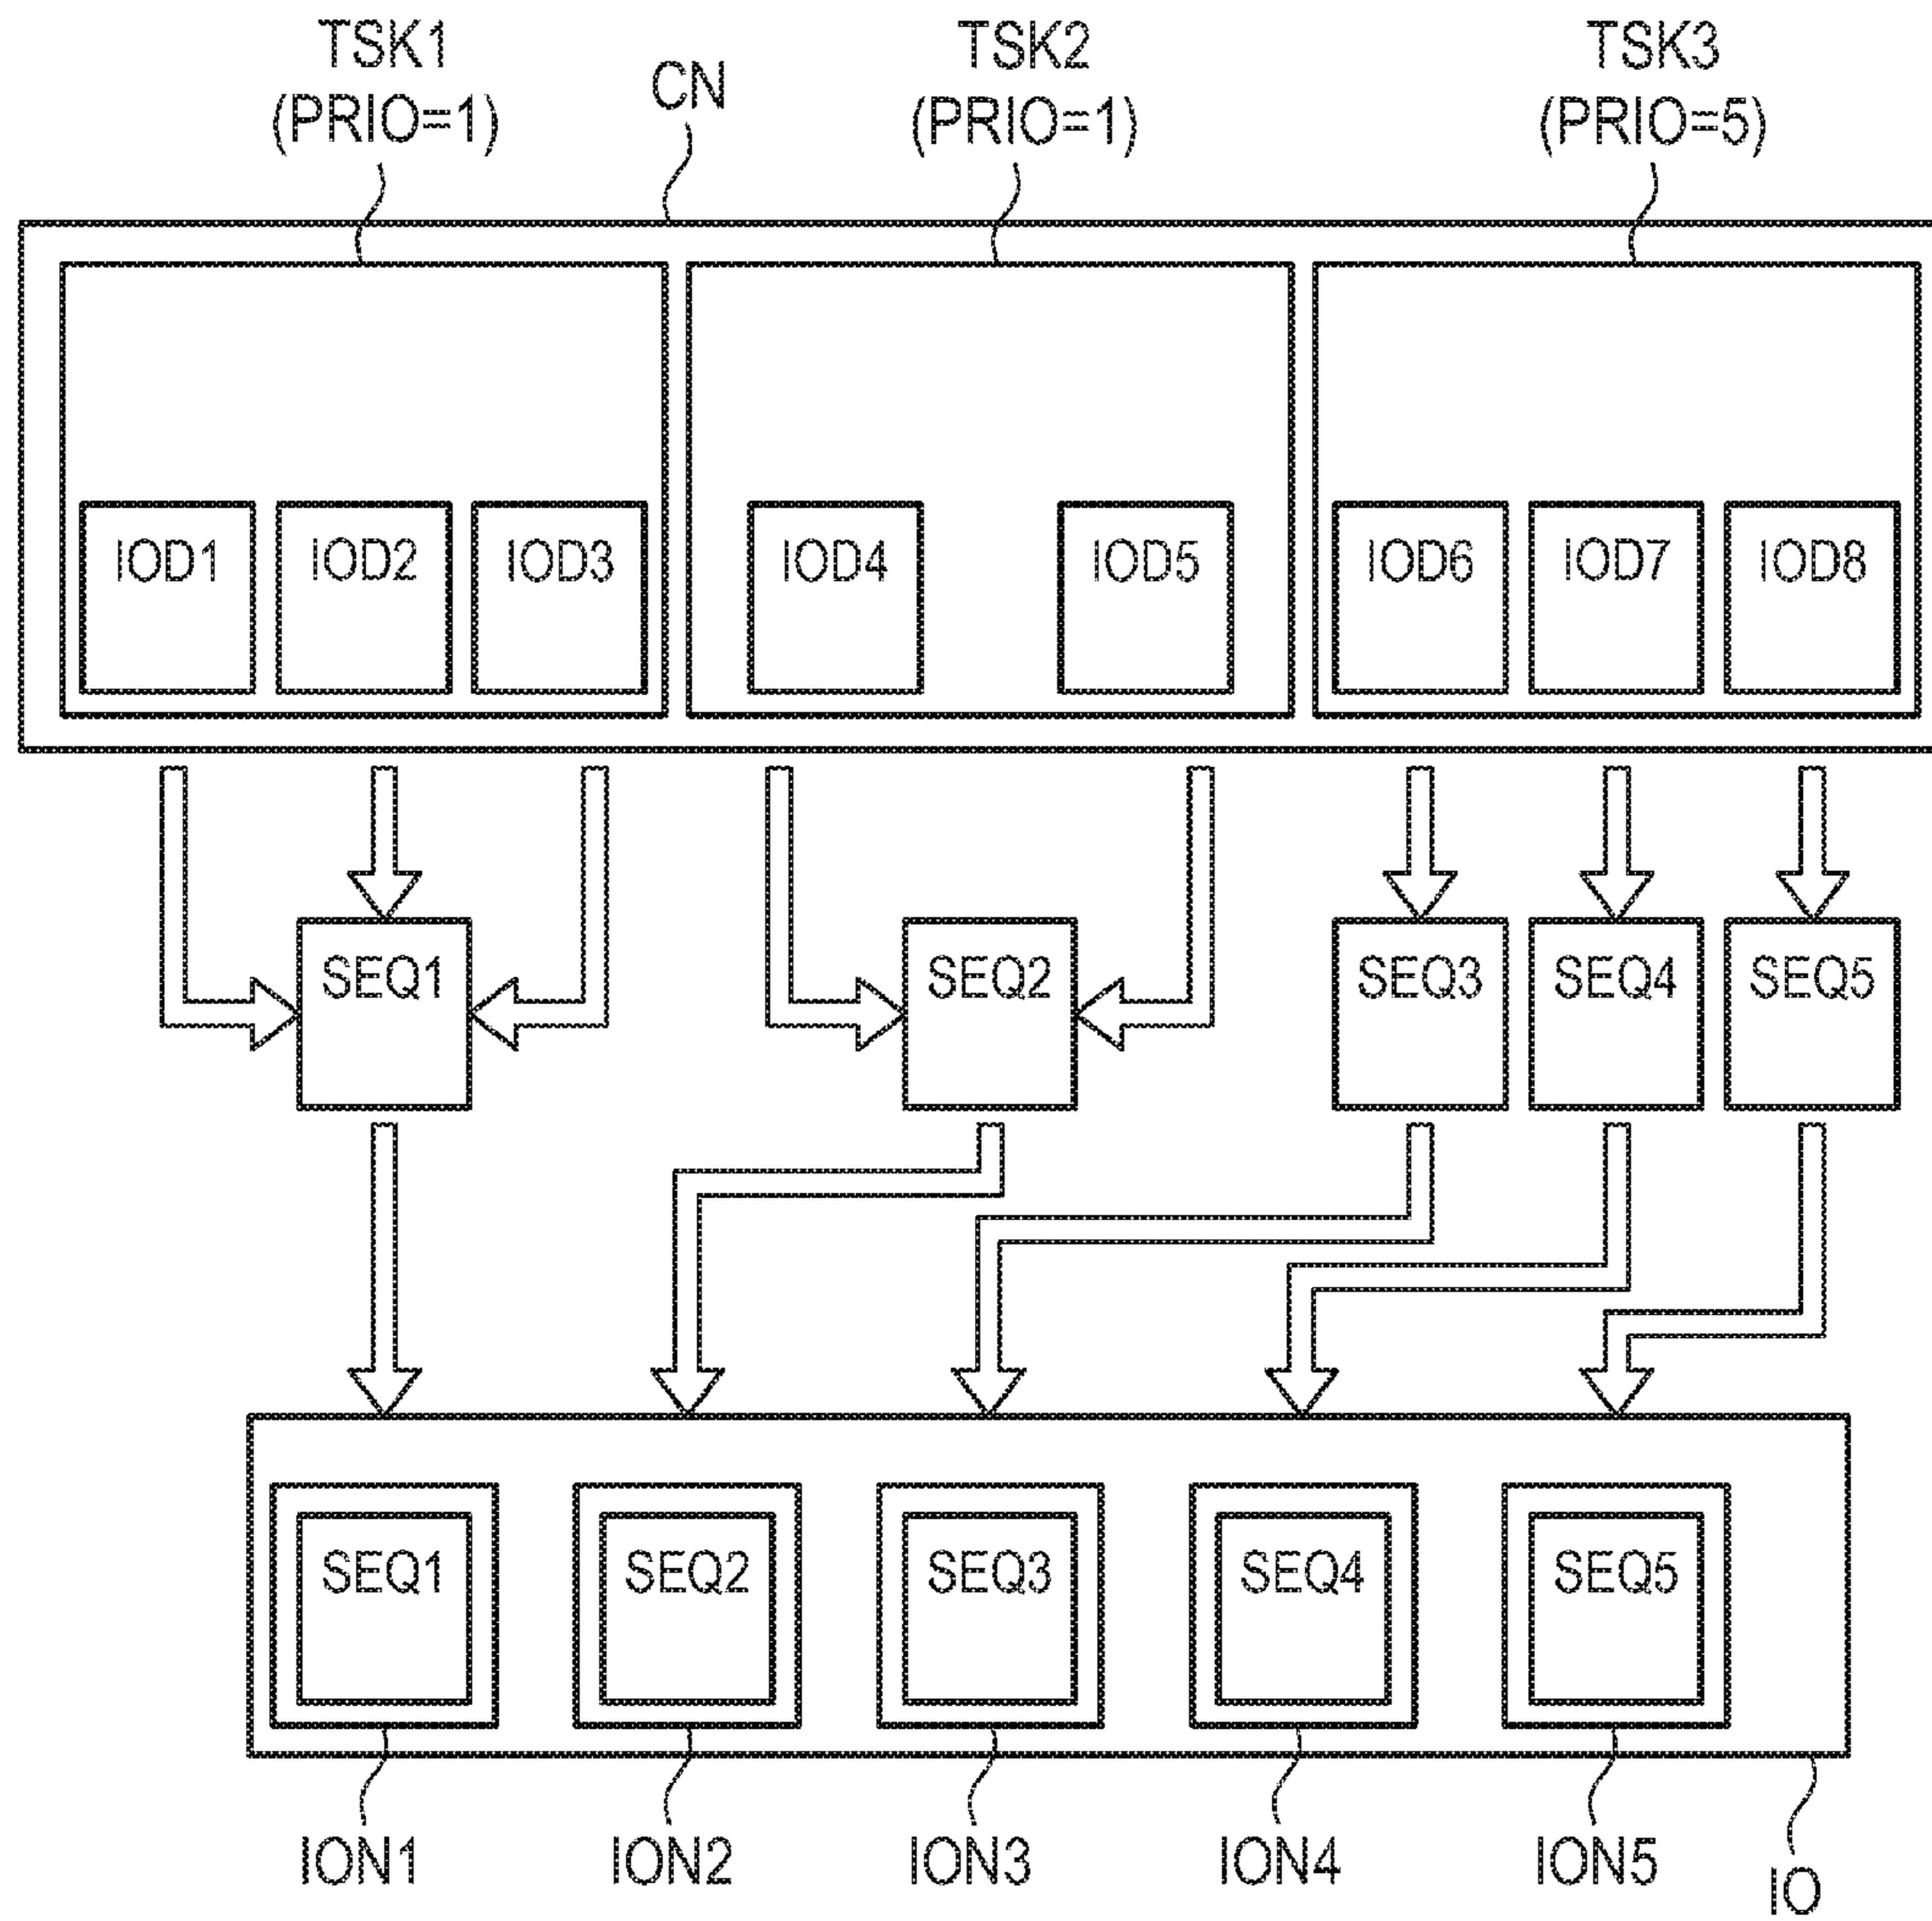 TSK1
(PRIO=1)
CN
TSK2
(PRIO=1)
TSK3
(PRIO=5)
IOD1
IOD2
IOD3
IOD4
IOD5
IOD6
IOD7
IOD8
SEQ1
SEQ2
SEQ3
SEQ4
SEQ5
SEQ1
SEQ2
SEQ3
SEQ4
SEQ5
ION1
ION2
ION3
ION4
ION5
IO